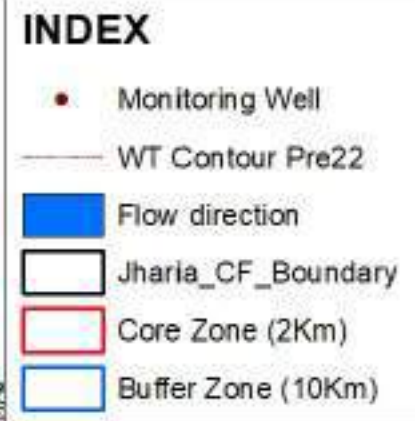 INDEX
Monitoring Well
WT Contour Pre22
Flow direction
Jharia_CF_Boundary
Core Zone (2Km)
Buffer Zone (10Km)